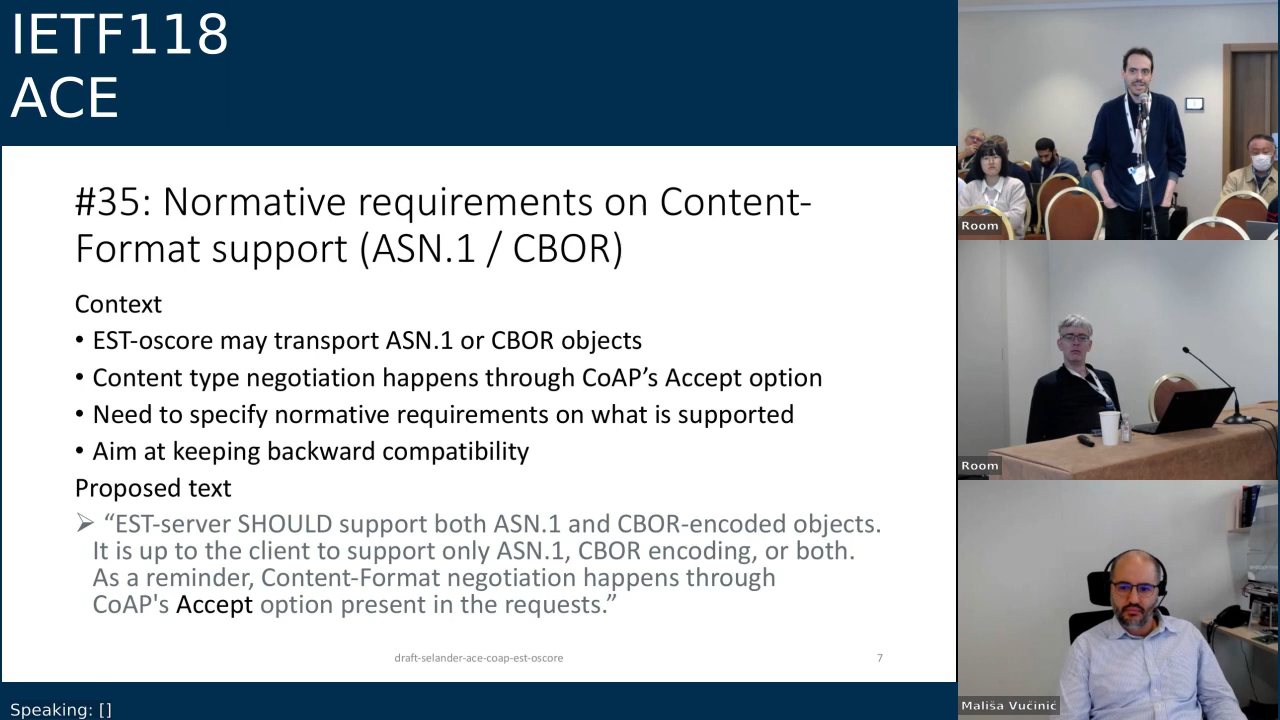 IETF118
ACE
#35: Normative requirements on Content-
Format support (ASN.1 / CBOR)
Context
• EST-oscore may transport ASN.1 or CBOR objects
• Content type negotiation happens through CoAP’s Accept option
• Need to specify normative requirements on what is supported
• Aim at keeping backward compatibility
Proposed text
➢ “EST-server SHOULD support both ASN.1 and CBOR-encoded objects.
It is up to the client to support only ASN.1, CBOR encoding, or both.
As a reminder, Content-Format negotiation happens through
CoAP's Accept option present in the requests.”
draft-selander-ace-coap-est-oscore
7
Speaking: []
Room
Room
Mališa Vučinić